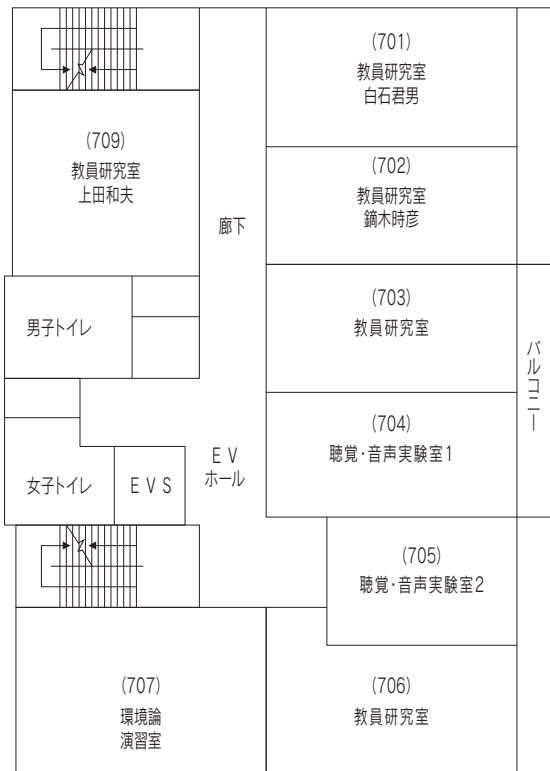 (701)
教員研究室
白石君男
(709)
教員研究室
上田和夫
(702)
教員研究室
鏑木時彦
廊下
(703)
教員研究室
男子トイレ
バルコニー
(704)
聴覚・音声実験室1
EV
ホール
女子トイレ
EVS
(705)
聴覚・音声実験室2
(707)
環境論
演習室
(706)
教員研究室